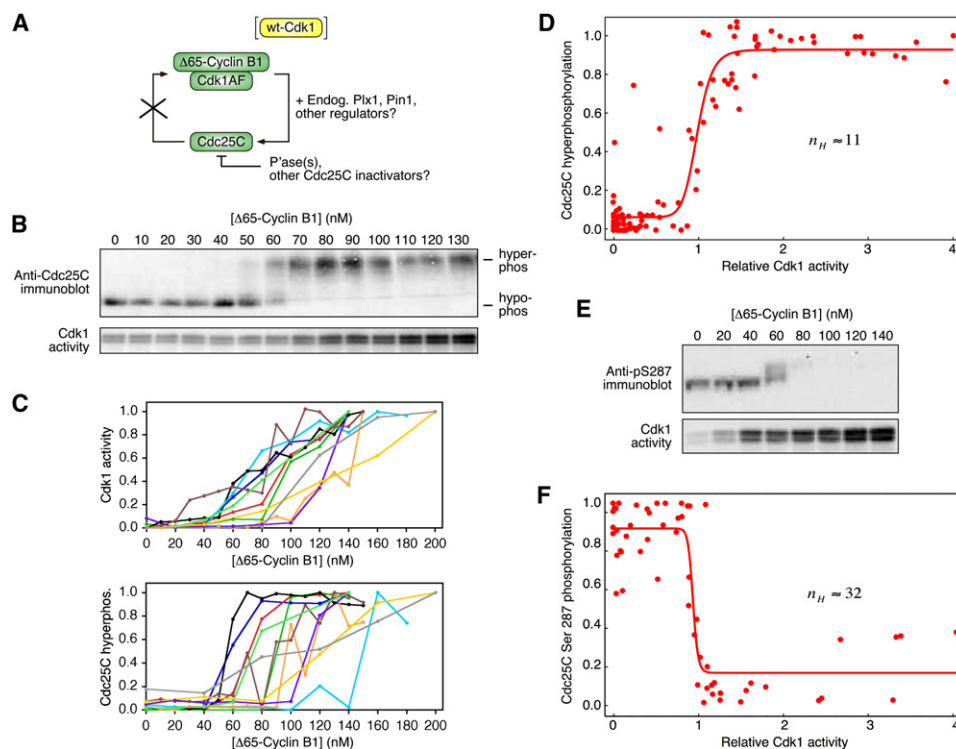 A
wt-Cdk1
Δ65-Cyclin B1
Cdk1AF
+ Endog. Plx1, Pin1,
other regulators?
Cdc25C
P'ase(s),
other Cdc25C inactivators?
B
[Δ65-Cyclin B1] (nM)
0 10 20 30 40 50 60 70 80 90 100 110 120 130
Anti-Cdc25C
immunoblot
hyper-
phos
hypo-
phos
Cdk1
activity
C
Cdk1 activity
1.0
0.8
0.6
0.4
0.2
0.0
0 20 40 60 80 100 120 140 160 180 200
[Δ65-Cyclin B1] (nM)
Cdc25C hyperphos.
1.0
0.8
0.6
0.4
0.2
0.0
0 20 40 60 80 100 120 140 160 180 200
[Δ65-Cyclin B1] (nM)
D
Cdc25C hyperphosphorylation
1.0
0.8
0.6
0.4
0.2
0.0
n_H ≈ 11
0 1 2 3 4
Relative Cdk1 activity
E
[Δ65-Cyclin B1] (nM)
0 20 40 60 80 100 120 140
Anti-pS287
immunoblot
Cdk1
activity
F
Cdc25C Ser 287 phosphorylation
1.0
0.8
0.6
0.4
0.2
0.0
n_H ≈ 32
0 1 2 3 4
Relative Cdk1 activity